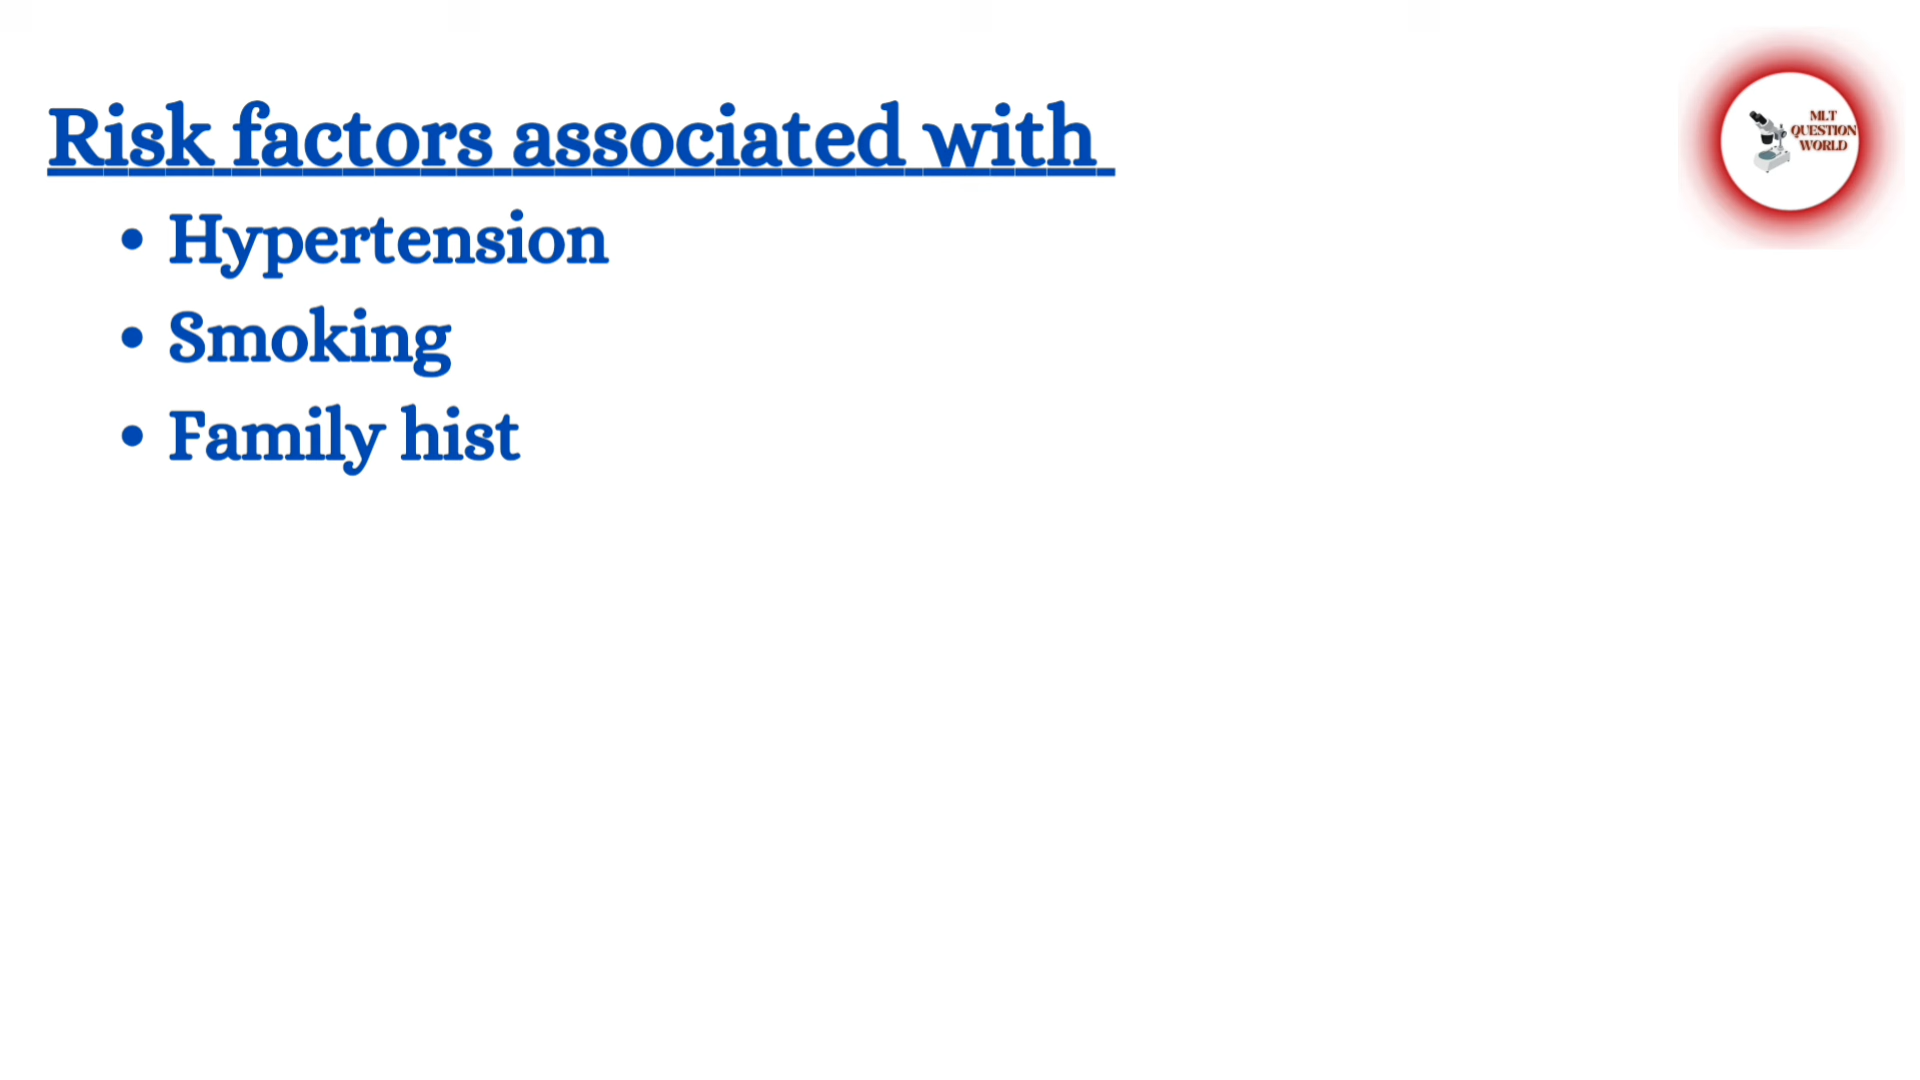 Risk factors associated with
• Hypertension
• Smoking
• Family hist
MLT
QUESTION
WORLD